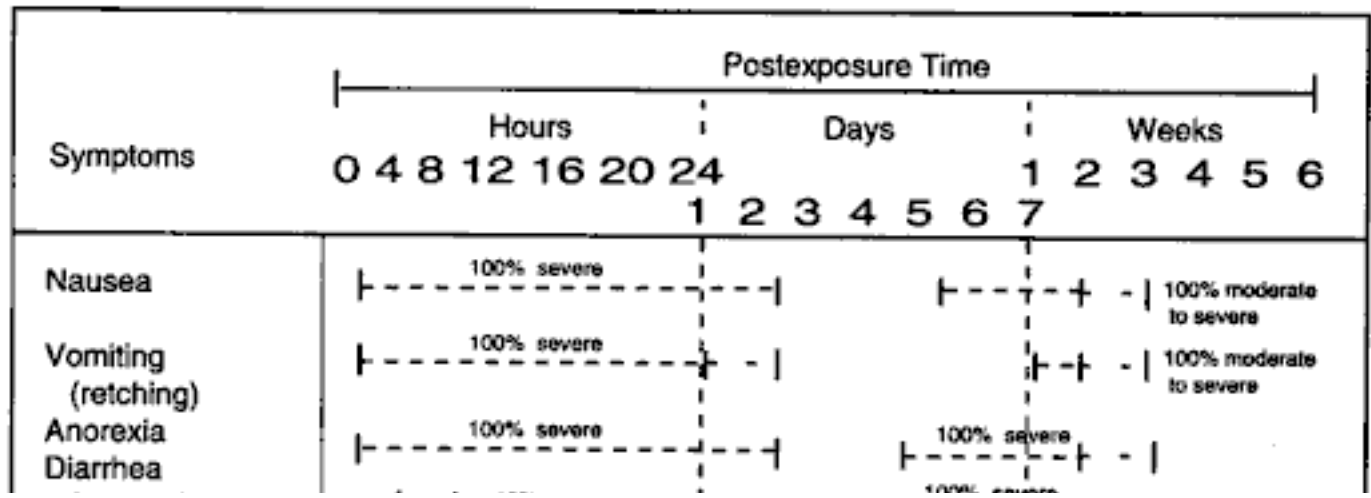 Postexposure Time
Hours Days Weeks
Symptoms
0 4 8 12 16 20 24 1 2 3 4 5 6
1 2 3 4 5 6 7
Nausea 100% severe 100% moderate
to severe
Vomiting 100% severe 100% moderate
(retching) to severe
Anorexia 100% severe 100% severe
Diarrhea
100% severe